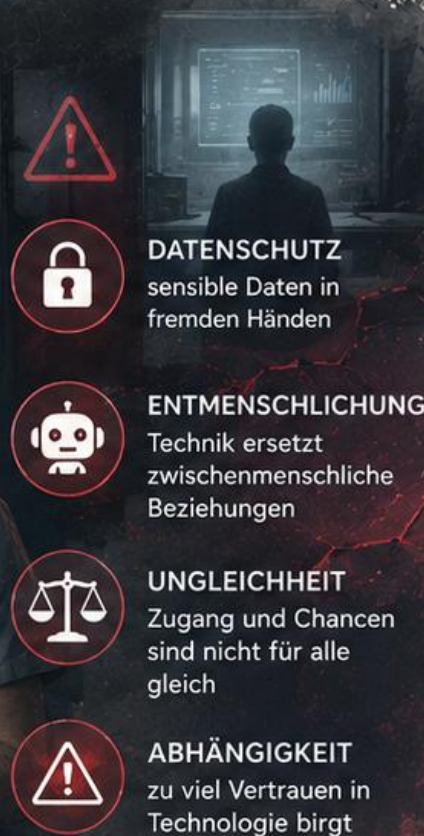 DATENSCHUTZ
sensible Daten in
fremden Händen
ENTMENSCHLICHUNG
Technik ersetzt
zwischenmenschliche
Beziehungen
UNGLEICHHEIT
Zugang und Chancen
sind nicht für alle
gleich
ABHÄNGIGKEIT
zu viel Vertrauen in
Technologie birgt